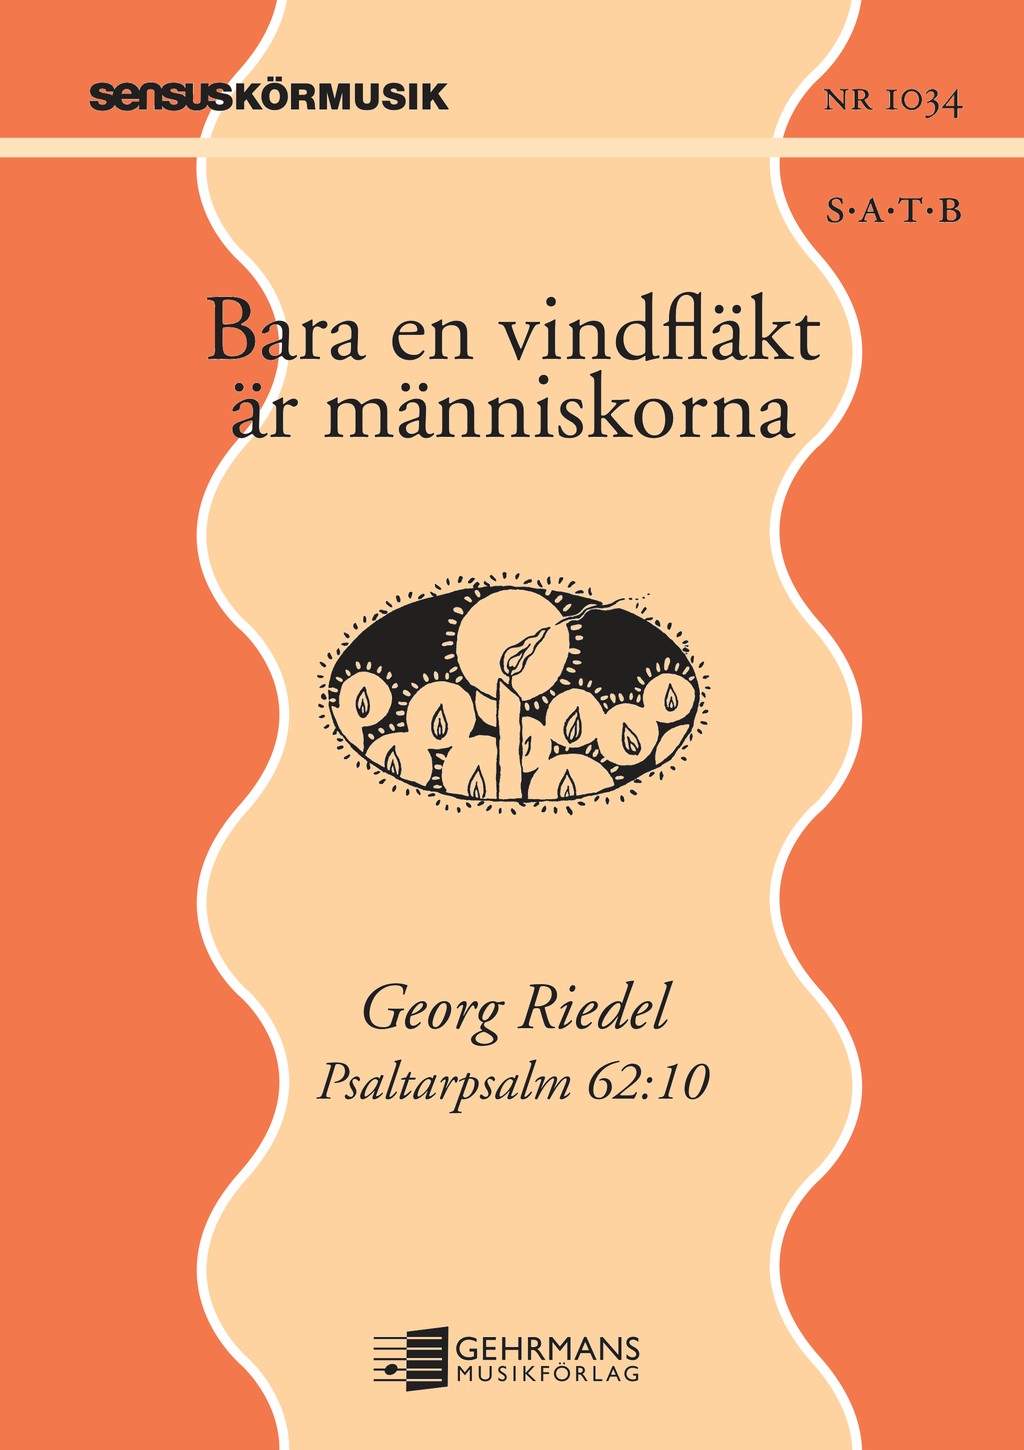 sensusKÖRMUSIK
NR 1034
S·A·T·B
Bara en vindfläkt
är människorna
Georg Riedel
Psaltarpsalm 62:10
GEHRMANS
MUSIKFÖRLAG